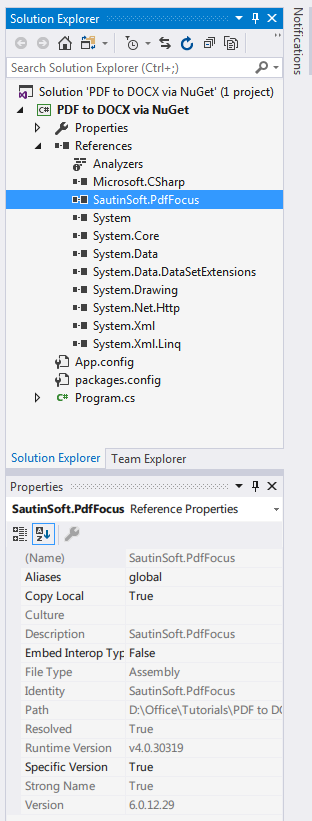 Solution Explorer
Notifications
Search Solution Explorer (Ctrl+;)
Solution 'PDF to DOCX via NuGet' (1 project)
C# PDF to DOCX via NuGet
Properties
References
Analyzers
Microsoft.CSharp
SautinSoft.PdfFocus
System
System.Core
System.Data
System.Data.DataSetExtensions
System.Drawing
System.Net.Http
System.Xml
System.Xml.Linq
App.config
packages.config
C# Program.cs
Solution Explorer Team Explorer
Properties
SautinSoft.PdfFocus Reference Properties
(Name) SautinSoft.PdfFocus
Aliases global
Copy Local True
Culture
Description SautinSoft.PdfFocus
Embed Interop Typ False
File Type Assembly
Identity SautinSoft.PdfFocus
Path D:\Office\Tutorials\PDF to DO
Resolved True
Runtime Version v4.0.30319
Specific Version True
Strong Name True
Version 6.0.12.29